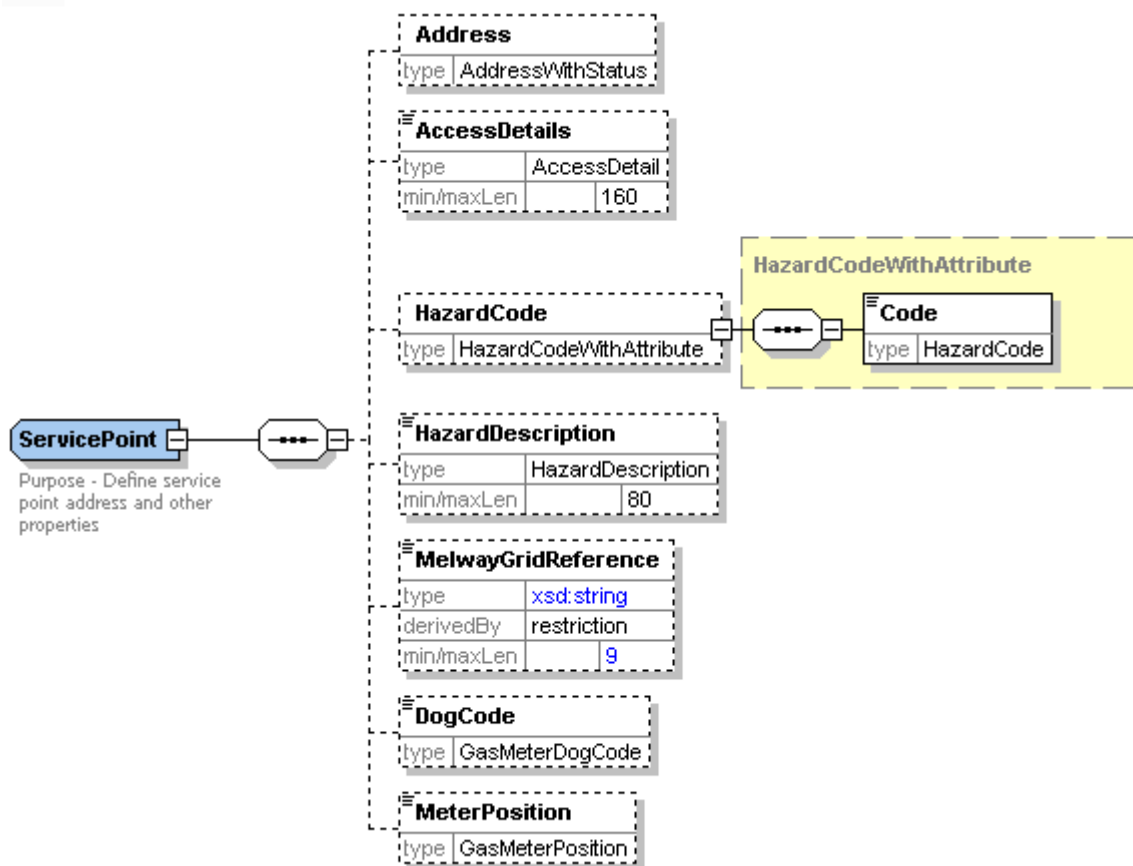 Address
type AddressWithStatus
AccessDetails
type AccessDetail
min/maxLen 160
HazardCodeWithAttribute
HazardCode
type HazardCodeWithAttribute
Code
type HazardCode
ServicePoint
Purpose - Define service
point address and other
properties
HazardDescription
type HazardDescription
min/maxLen 80
MelwayGridReference
type xsd:string
derivedBy restriction
min/maxLen 9
DogCode
type GasMeterDogCode
MeterPosition
type GasMeterPosition